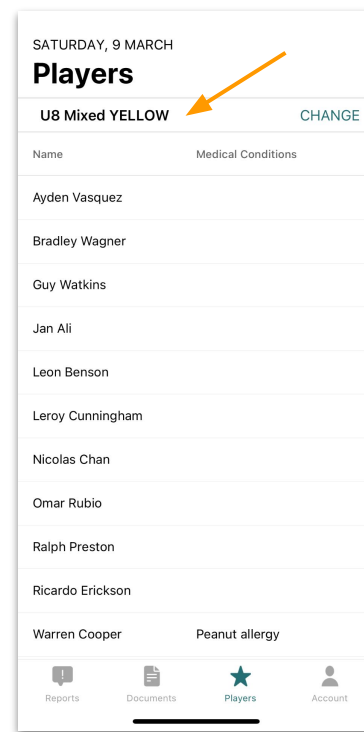 SATURDAY, 9 MARCH
Players
U8 Mixed YELLOW CHANGE
Name Medical Conditions
Ayden Vasquez
Bradley Wagner
Guy Watkins
Jan Ali
Leon Benson
Leroy Cunningham
Nicolas Chan
Omar Rubio
Ralph Preston
Ricardo Erickson
Warren Cooper Peanut allergy
Reports Documents Players Account